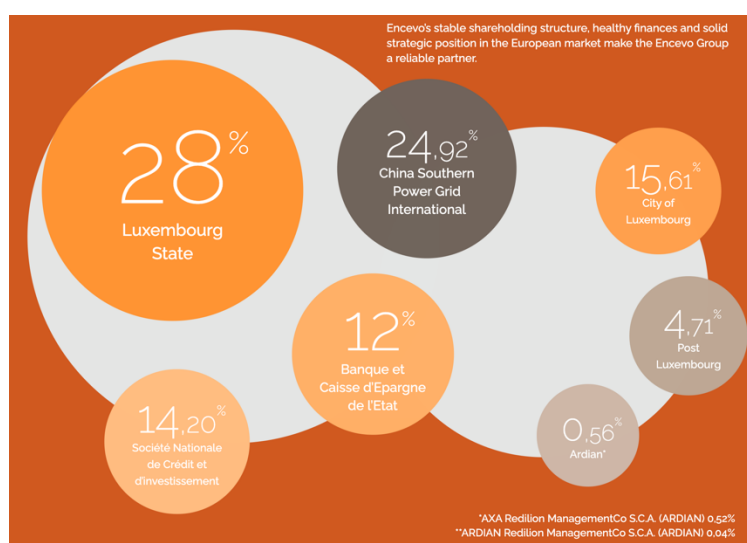 Encevo's stable shareholding structure, healthy finances and solid
strategic position in the European market make the Encevo Group
a reliable partner.
28%
Luxembourg
State
24,92%
China Southern
Power Grid
International
15,61%
City of
Luxembourg
12%
Banque et
Caisse d'Epargne
de l'Etat
4,71%
Post
Luxembourg
14,20%
Société Nationale
de Crédit et
d'investissement
0,56%
Ardian*
*AXA Redilion ManagementCo S.C.A. (ARDIAN) 0,52%
**ARDIAN Redilion ManagementCo S.C.A. (ARDIAN) 0,04%